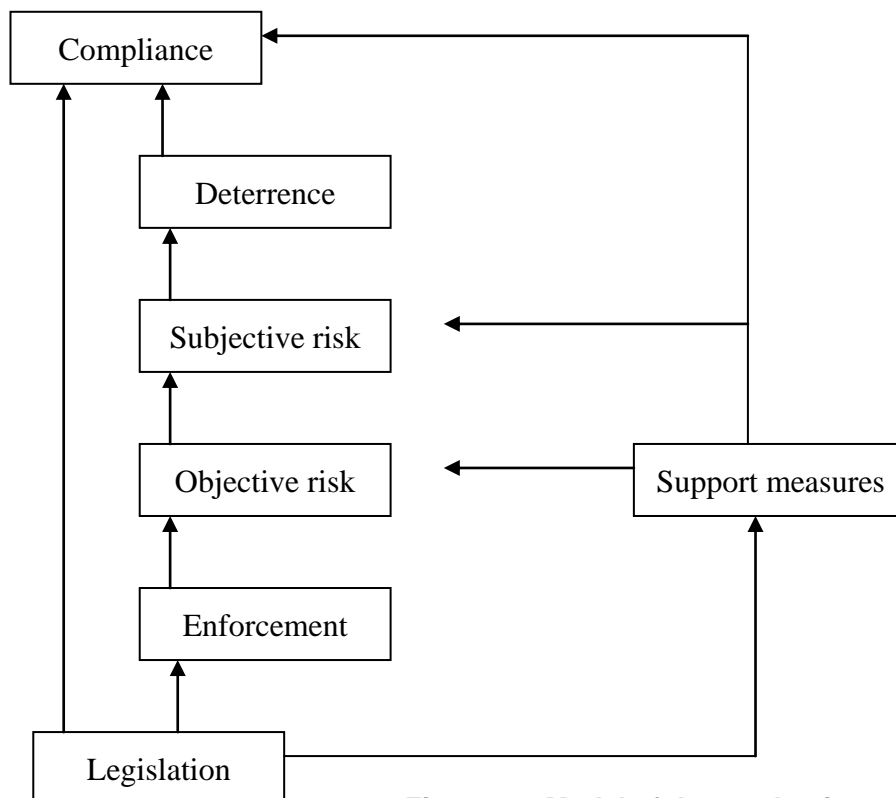 Compliance
Deterrence
Subjective risk
Objective risk
Support measures
Enforcement
Legislation